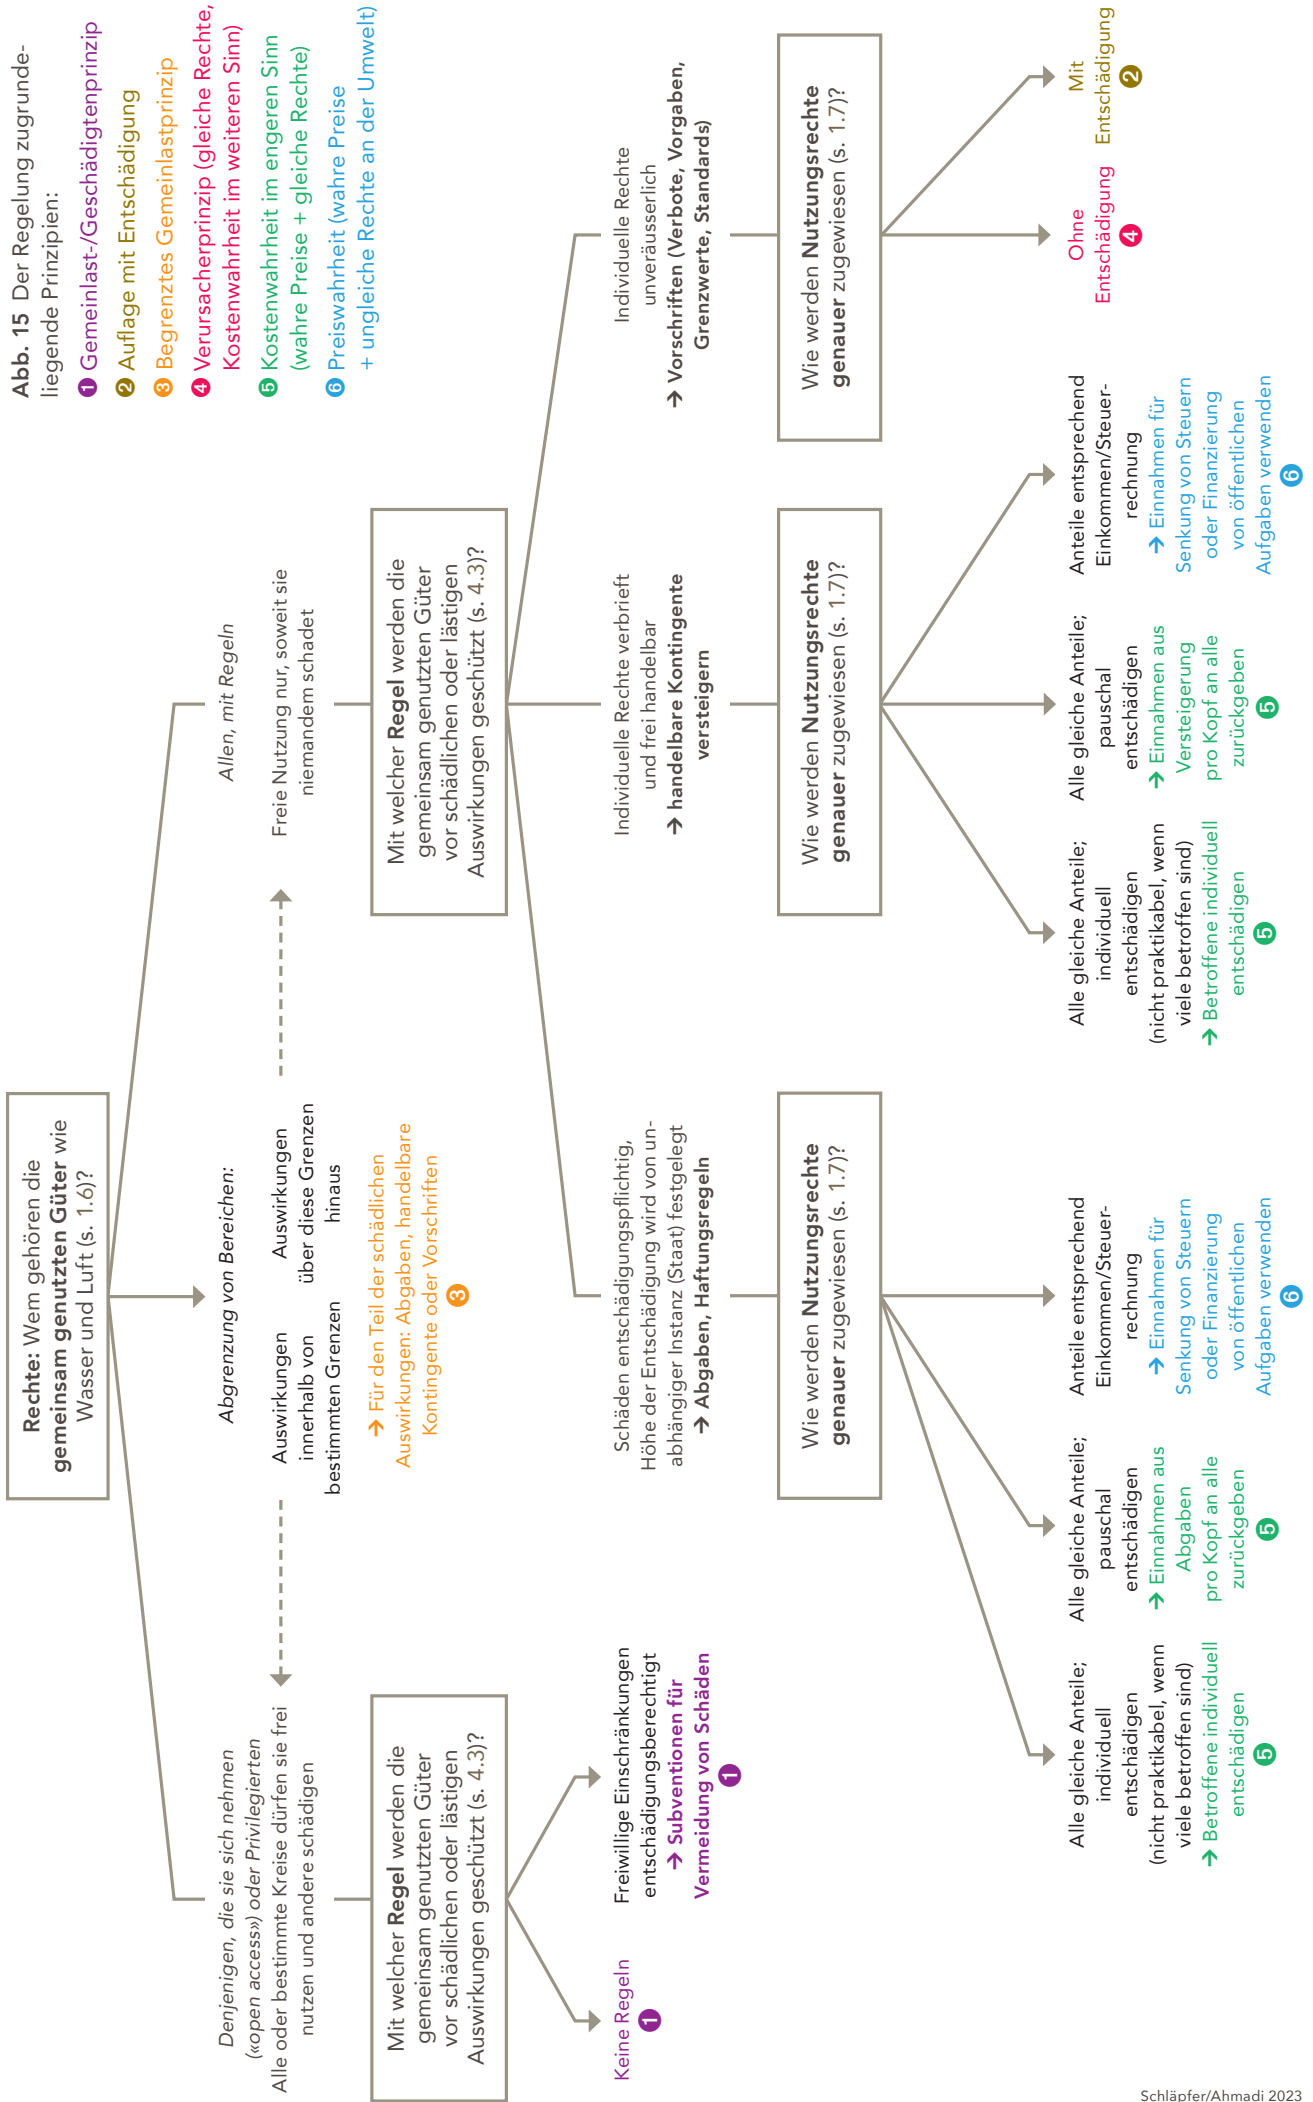 Abb. 15 Der Regelung zugrunde-
liegende Prinzipien:
1 Gemeinlast-/Geschädigtenprinzip
2 Auflage mit Entschädigung
3 Begrenztes Gemeinlastprinzip
4 Verursacherprinzip (gleiche Rechte,
Kostenwahrheit im weiteren Sinn)
5 Kostenwahrheit im engeren Sinn
(wahre Preise + gleiche Rechte)
6 Preiswahrheit (wahre Preise
+ ungleiche Rechte an der Umwelt)
Rechte: Wem gehören die
gemeinsam genutzten Güter wie
Wasser und Luft (s. 1.6)?
Denjenigen, die sie sich nehmen
(«open access») oder Privilegierten
Alle oder bestimmte Kreise dürfen sie frei
nutzen und andere schädigen
Abgrenzung von Bereichen:
Auswirkungen
innerhalb von
bestimmten Grenzen
Auswirkungen
über diese Grenzen
hinaus
→ Für den Teil der schädlichen
Auswirkungen: Abgaben, handelbare
Kontingente oder Vorschriften
3
Allen, mit Regeln
Freie Nutzung nur, soweit sie
niemandem schadet
Mit welcher Regel werden die
gemeinsam genutzten Güter
vor schädlichen oder lästigen
Auswirkungen geschützt (s. 4.3)?
Mit welcher Regel werden die
gemeinsam genutzten Güter
vor schädlichen oder lästigen
Auswirkungen geschützt (s. 4.3)?
Keine Regeln
1
Freiwillige Einschränkungen
entschädigungsberechtigt
→ Subventionen für
Vermeidung von Schäden
1
Schäden entschädigungspflichtig,
Höhe der Entschädigung wird von un-
abhängiger Instanz (Staat) festgelegt
→ Abgaben, Haftungsregeln
Individuelle Rechte verbrieft
und frei handelbar
→ handelbare Kontingente
versteigern
Individuelle Rechte
unveräusserlich
→ Vorschriften (Verbote, Vorgaben,
Grenzwerte, Standards)
Wie werden Nutzungsrechte
genauer zugewiesen (s. 1.7)?
Wie werden Nutzungsrechte
genauer zugewiesen (s. 1.7)?
Wie werden Nutzungsrechte
genauer zugewiesen (s. 1.7)?
Alle gleiche Anteile;
individuell
entschädigen
(nicht praktikabel, wenn
viele betroffen sind)
→ Betroffene individuell
entschädigen
5
Alle gleiche Anteile;
pauschal
entschädigen
→ Einnahmen aus
Abgaben
pro Kopf an alle
zurückgeben
5
Anteile entsprechend
Einkommen/Steuer-
rechnung
→ Einnahmen für
Senkung von Steuern
oder Finanzierung
von öffentlichen
Aufgaben verwenden
6
Alle gleiche Anteile;
individuell
entschädigen
(nicht praktikabel, wenn
viele betroffen sind)
→ Betroffene individuell
entschädigen
5
Alle gleiche Anteile;
pauschal
entschädigen
→ Einnahmen aus
Versteigerung
pro Kopf an alle
zurückgeben
5
Anteile entsprechend
Einkommen/Steuer-
rechnung
→ Einnahmen für
Senkung von Steuern
oder Finanzierung
von öffentlichen
Aufgaben verwenden
6
Ohne
Entschädigung
4
Mit
Entschädigung
2
Schläpfer/Ahmadi 2023